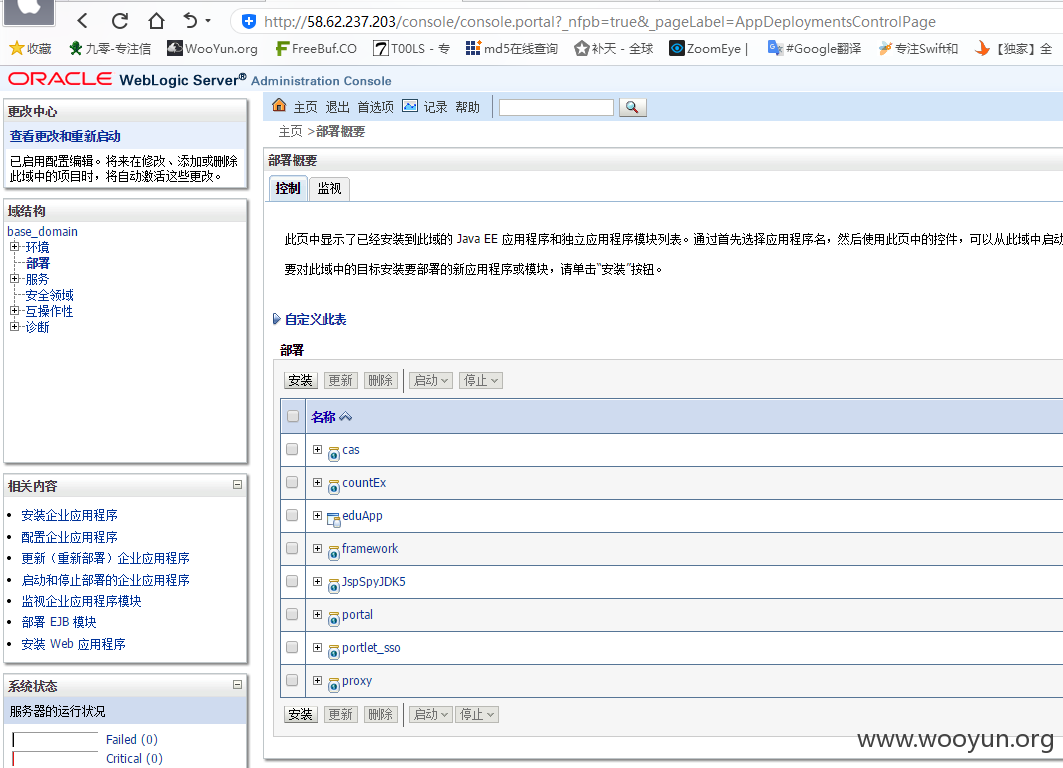 http://58.62.237.203/console/console.portal?_nfpb=true&_pageLabel=AppDeploymentsControlPage
收藏 九零-专注信 WooYun.org FreeBuf.CO T00LS - 专 md5在线查询 补天 - 全球 ZoomEye | #Google翻译 专注Swift和 【独家】全
ORACLE WebLogic Server® Administration Console
更改中心
查看更改和重新启动
已启用配置编辑。将来在修改、添加或删除
此域中的项目时，将自动激活这些更改。
域结构
base_domain
环境
部署
服务
安全领域
互操作性
诊断
相关内容
安装企业应用程序
配置企业应用程序
更新（重新部署）企业应用程序
启动和停止部署的企业应用程序
监视企业应用程序模块
部署 EJB 模块
安装 Web 应用程序
系统状态
服务器的运行状况
Failed (0)
Critical (0)
主页 退出 首选项 记录 帮助
主页 >部署概要
部署概要
控制 监视
此页中显示了已经安装到此域的 Java EE 应用程序和独立应用程序模块列表。通过首先选择应用程序名，然后使用此页中的控件，可以从此域中启动
要对此域中的目标安装要部署的新应用程序或模块，请单击“安装”按钮。
自定义此表
部署
安装 更新 删除 启动 停止
名称
cas
countEx
eduApp
framework
JspSpyJDK5
portal
portlet_sso
proxy
安装 更新 删除 启动 停止
www.wooyun.org